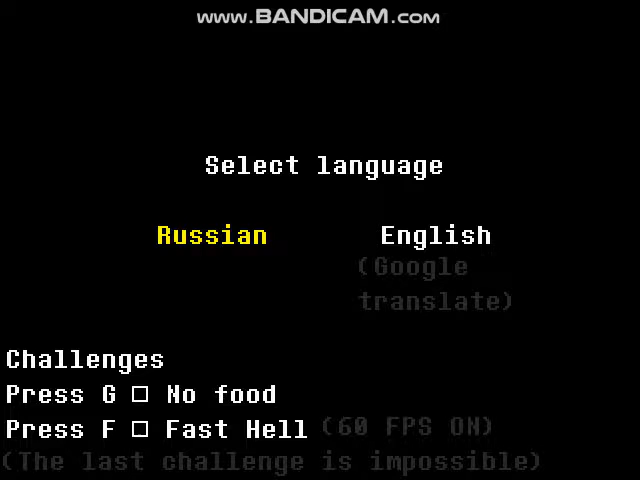 www.BANDICAM.com
Select language
Russian English
(Google
translate)
Challenges
Press G □ No food
Press F □ Fast Hell (60 FPS ON)
(The last challenge is impossible)